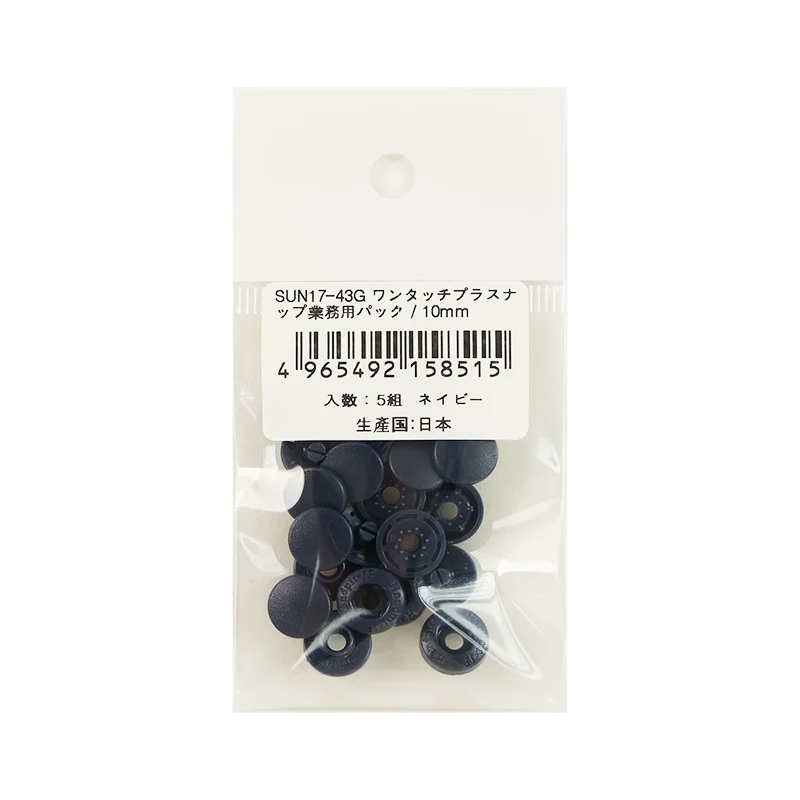 SUN17-43G ワンタッチプラスナ
ップ業務用パック / 10mm
4 965492 158515
入数：5組 ネイビー
生産国:日本